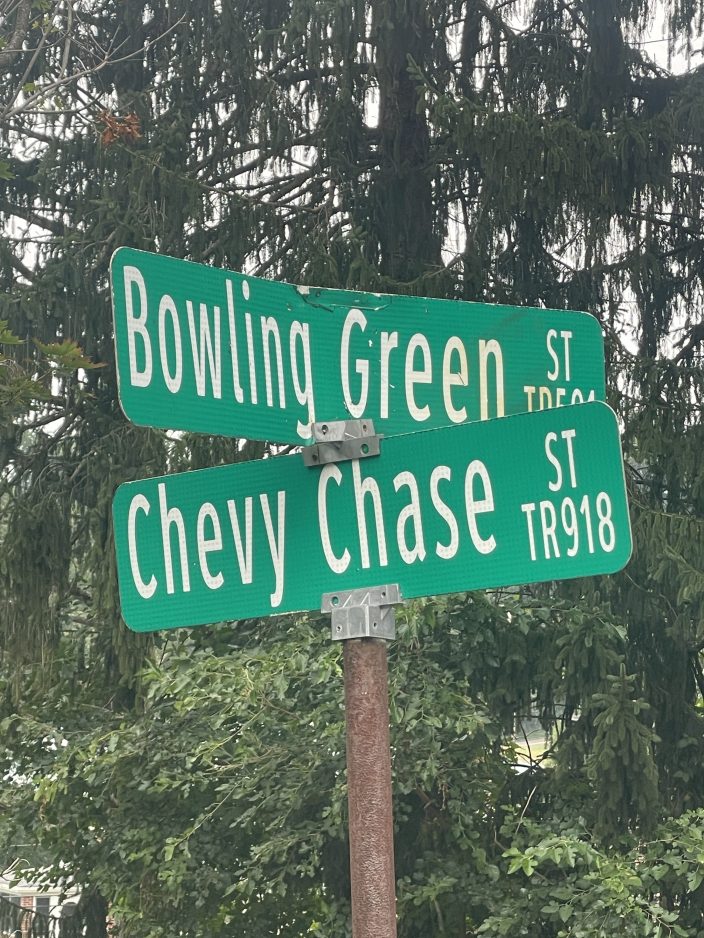 Bowling Green ST
Chevy Chase ST
TR918